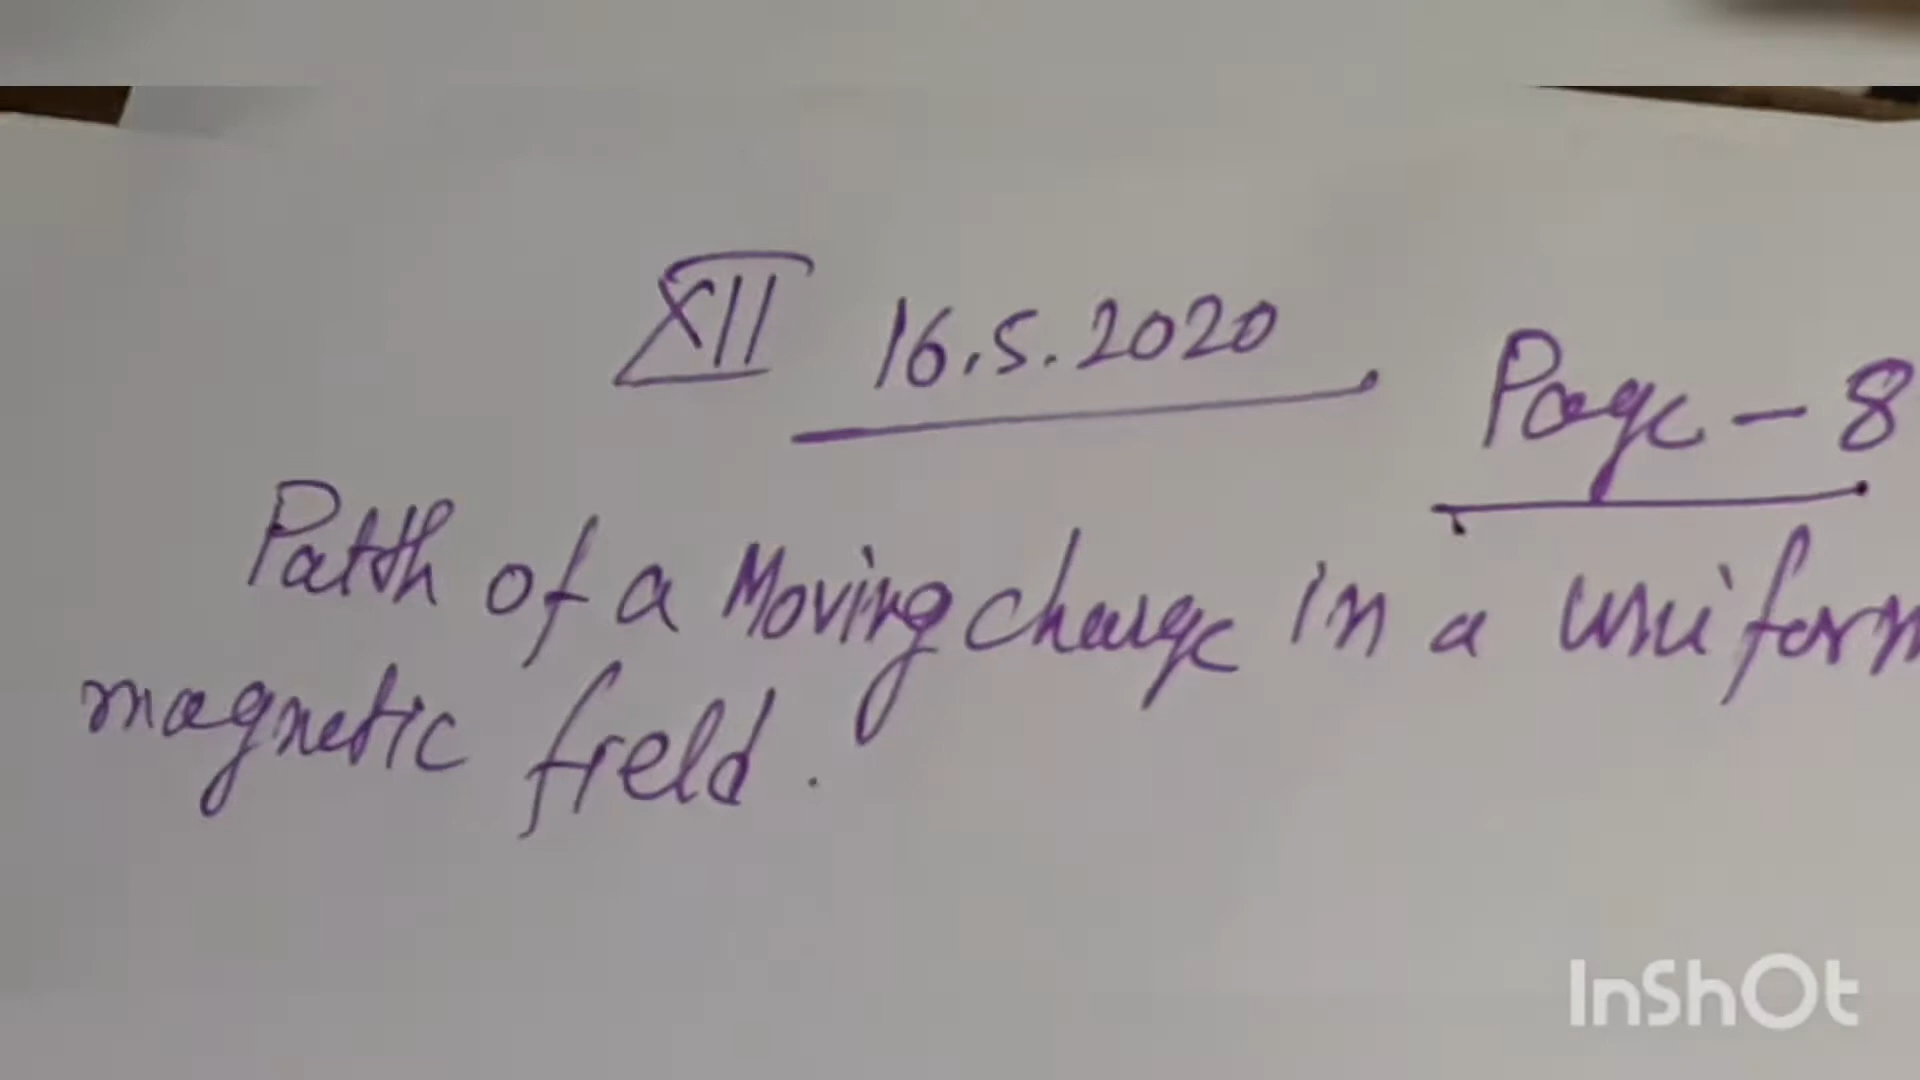 XII 16.5.2020
Page - 8
Path of a Moving charge in a uniform
magnetic field.
InShOt